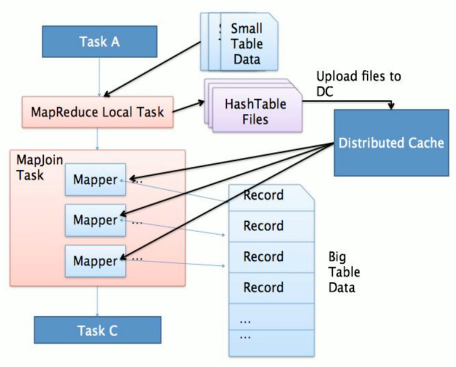 Task A
S
T
Small
Table
Data
MapReduce Local Task
HashTable
Files
Upload files to
DC
Distributed Cache
MapJoin
Task
Mapper
...
Mapper
...
Mapper
...
Record
Record
Record
Record
...
...
Big
Table
Data
Task C